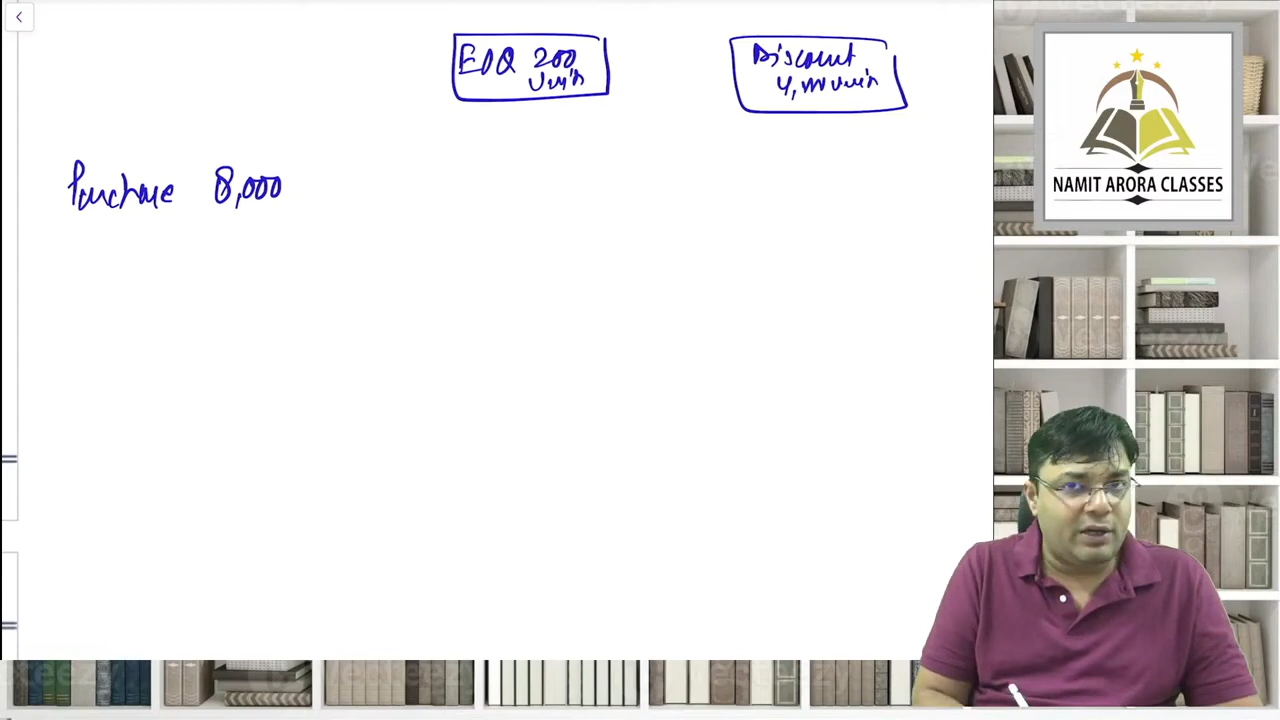 EOQ 200
Units
Discount
4,000 units
Purchase 8,000
NAMIT ARORA CLASSES